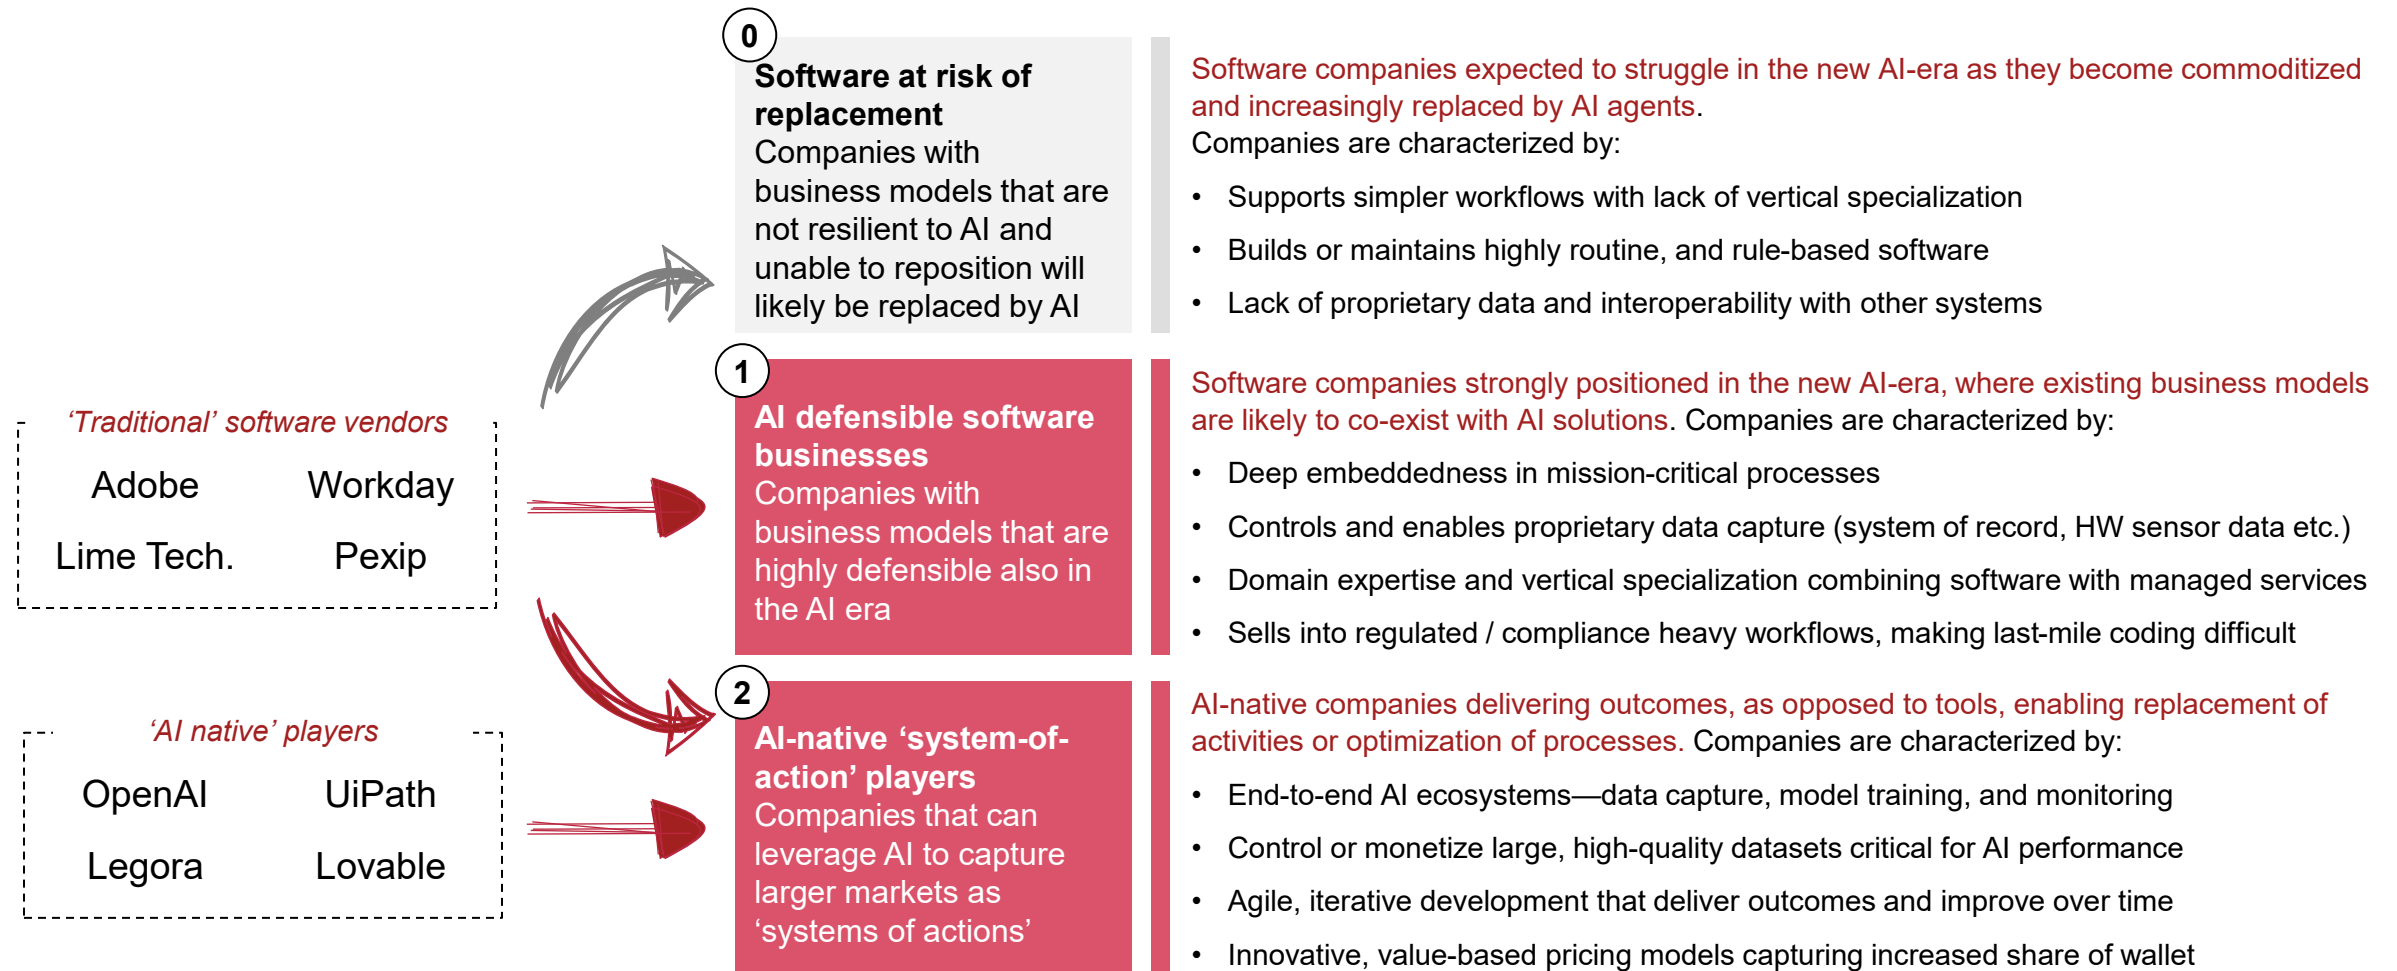 ‘Traditional’ software vendors
Adobe Workday
Lime Tech. Pexip
‘AI native’ players
OpenAI UiPath
Legora Lovable
0
Software at risk of
replacement
Companies with
business models that are
not resilient to AI and
unable to reposition will
likely be replaced by AI
Software companies expected to struggle in the new AI-era as they become commoditized
and increasingly replaced by AI agents.
Companies are characterized by:
• Supports simpler workflows with lack of vertical specialization
• Builds or maintains highly routine, and rule-based software
• Lack of proprietary data and interoperability with other systems
1
AI defensible software
businesses
Companies with
business models that are
highly defensible also in
the AI era
Software companies strongly positioned in the new AI-era, where existing business models
are likely to co-exist with AI solutions. Companies are characterized by:
• Deep embeddedness in mission-critical processes
• Controls and enables proprietary data capture (system of record, HW sensor data etc.)
• Domain expertise and vertical specialization combining software with managed services
• Sells into regulated / compliance heavy workflows, making last-mile coding difficult
2
AI-native ‘system-of-
action’ players
Companies that can
leverage AI to capture
larger markets as
‘systems of actions’
AI-native companies delivering outcomes, as opposed to tools, enabling replacement of
activities or optimization of processes. Companies are characterized by:
• End-to-end AI ecosystems—data capture, model training, and monitoring
• Control or monetize large, high-quality datasets critical for AI performance
• Agile, iterative development that deliver outcomes and improve over time
• Innovative, value-based pricing models capturing increased share of wallet